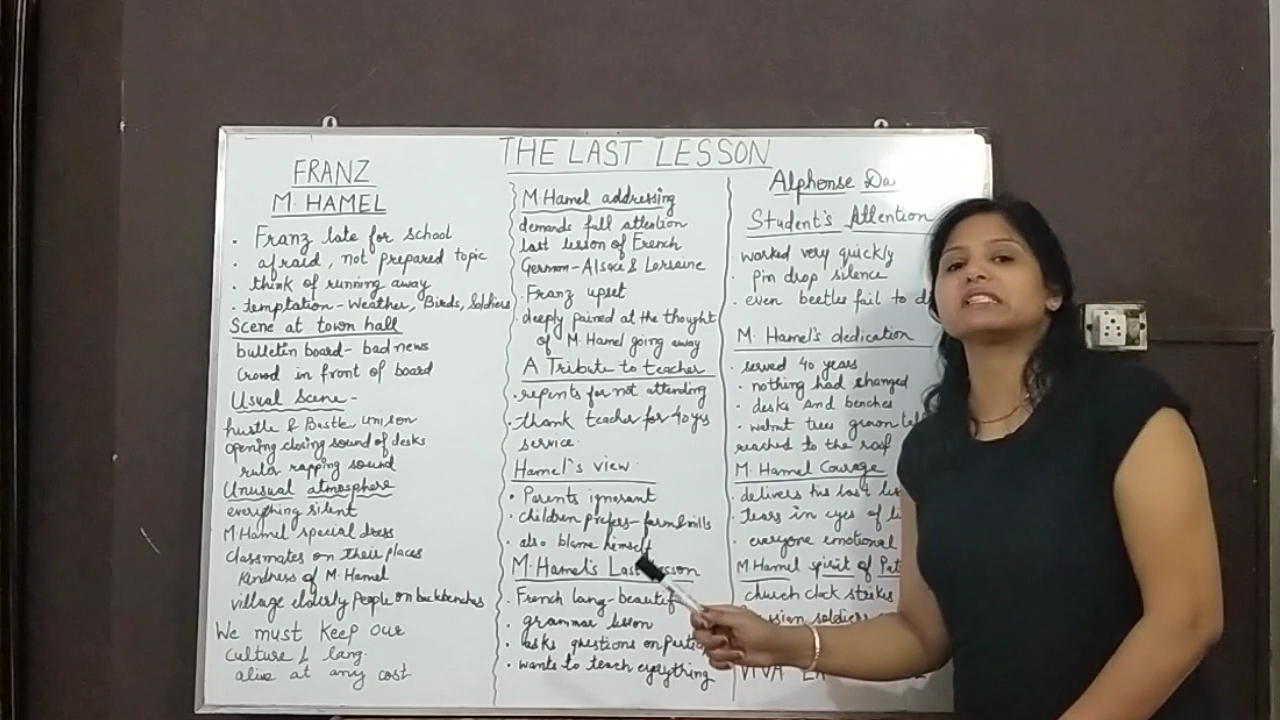 THE LAST LESSON
FRANZ
M. HAMEL
. Franz late for school
. afraid, not prepared topic
. think of running away
. temptation - Weather, Birds, Soldiers
Scene at town hall
bulletin board - bad news
Crowd in front of board
Usual Scene -
hustle & Bustle Unison
opening closing sound of desks
ruler rapping sound
Unusual atmosphere
everything silent
M Hamel special dress
classmates on their places
Kindness of M. Hamel
village elderly People on backbenches
We must keep our
culture & lang.
alive at any cost
M. Hamel addressing
demands full attention
last lesson of French
German - Alsace & Lorraine
. Franz upset
deeply pained at the thought
of M. Hamel going away
A Tribute to teacher
. repents for not attending
. thank teacher for 40 yrs
service.
Hamel's view
. Parents ignorant
. children prefers - farm & mills
. also blame himself
M. Hamel's Last Lesson
. French lang - beautif
. grammar lesson
. asks questions on
. wants to teach everything
Alphonse Da
Student's Attention
worked very quickly
. Pin drop silence
. even beetles fail to di
M. Hamel's dedication
. served 40 years
. nothing had changed
. desks and benches
. walnut trees grown tall
reached to the roof
M. Hamel Courage
. delivers his last les
. Tears in eyes of
. everyone emotional
M. Hamel spirit of Pat
church clock strikes
soldiers
VIVA